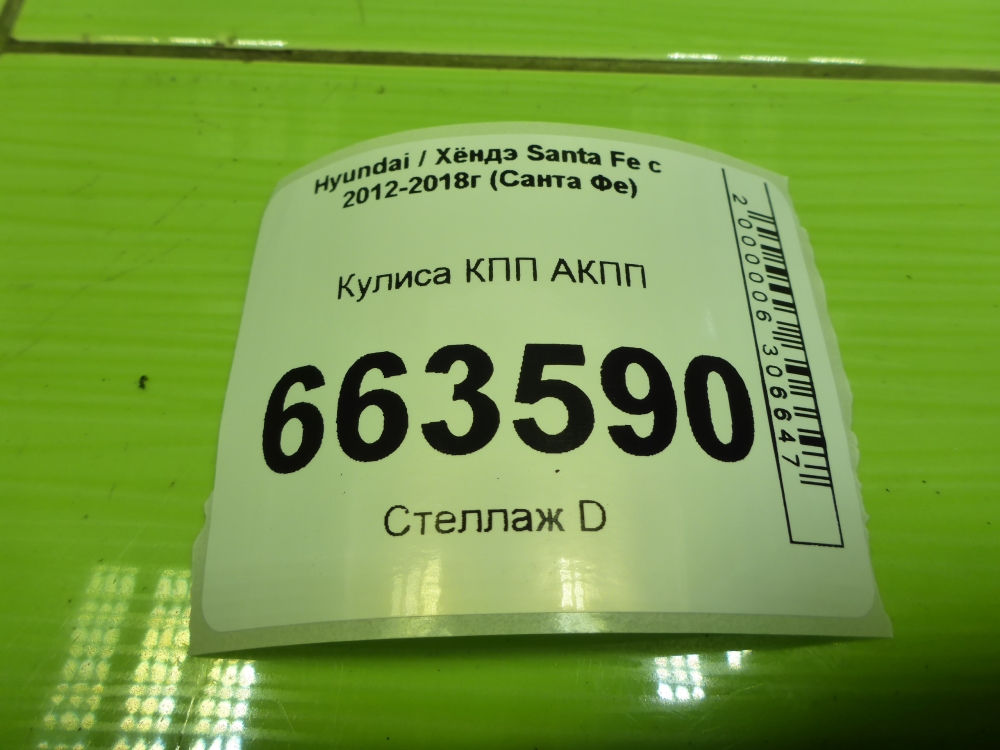 Hyundai / Хёндэ Santa Fe с
2012-2018г (Санта Фе)
Кулиса КПП АКПП
663590
Стеллаж D
2000006306647